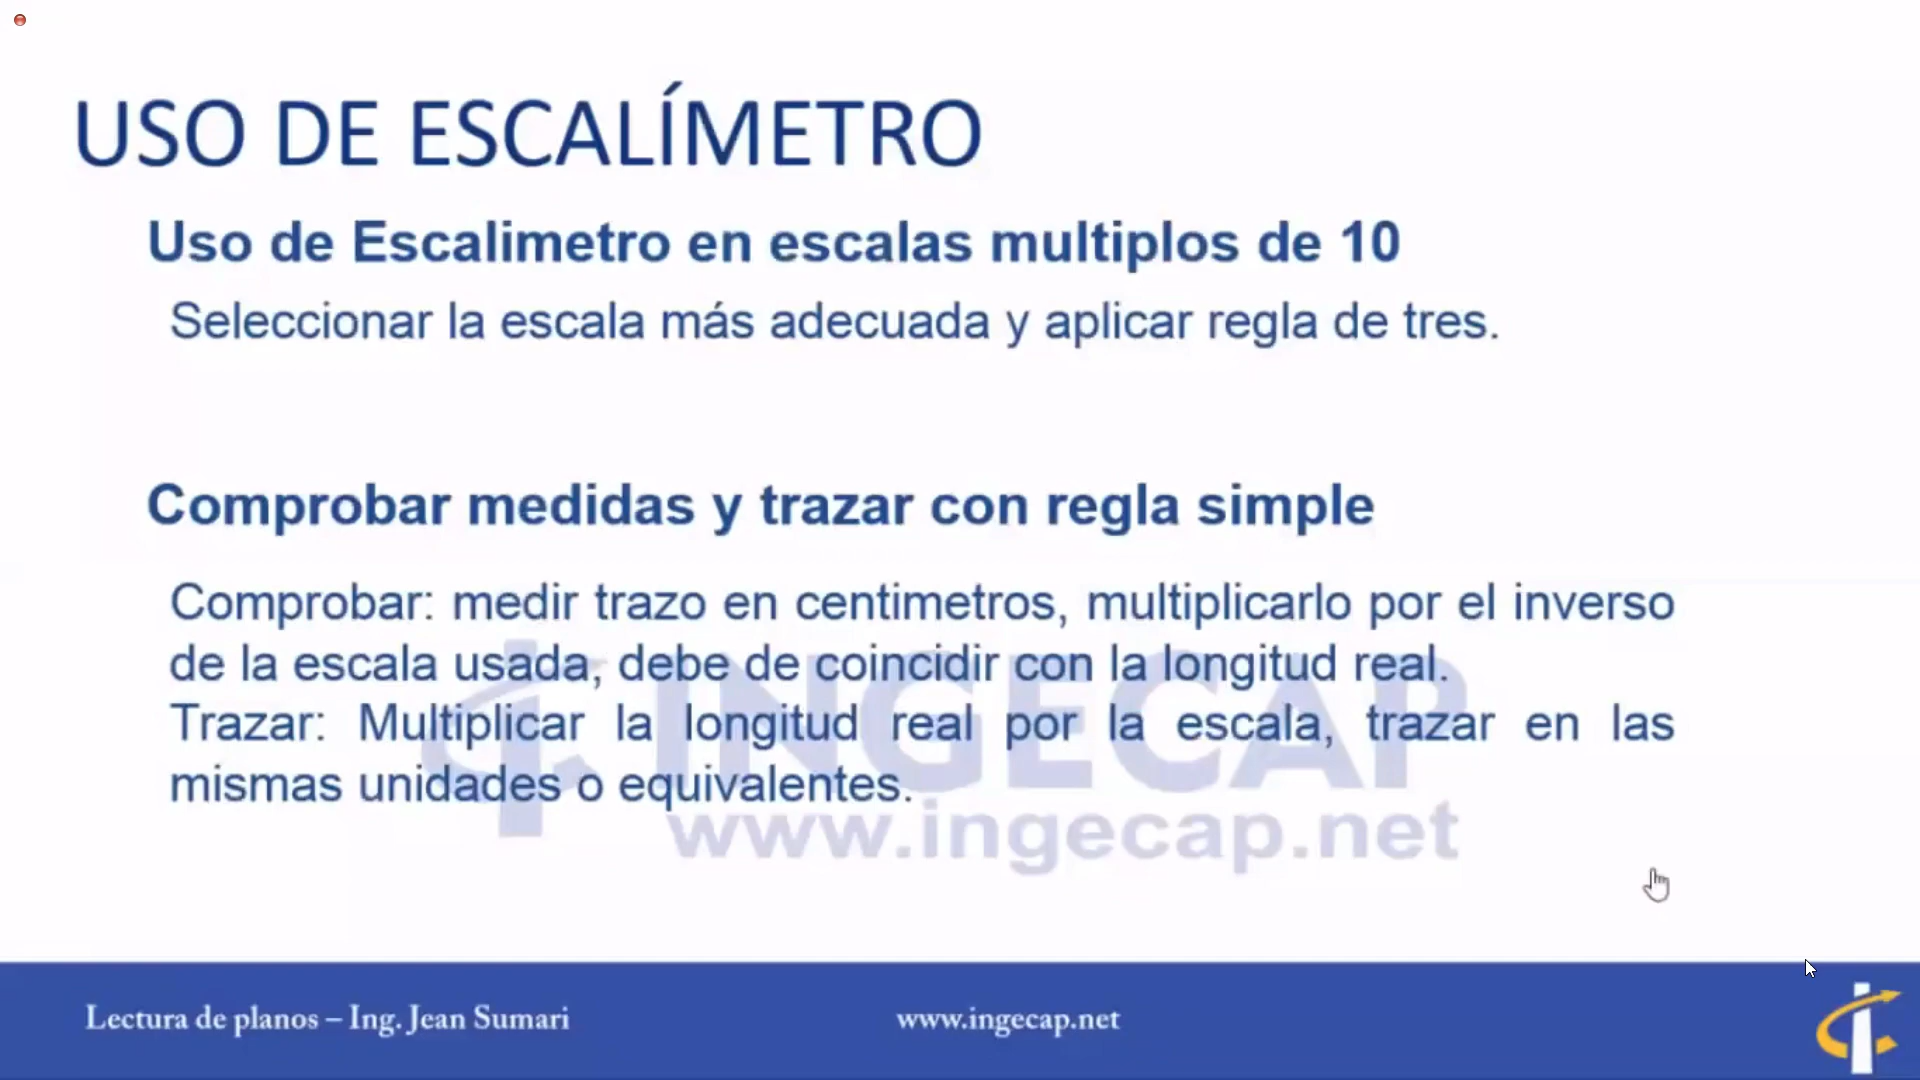 USO DE ESCALÍMETRO
Uso de Escalimetro en escalas multiplos de 10
Seleccionar la escala más adecuada y aplicar regla de tres.
Comprobar medidas y trazar con regla simple
Comprobar: medir trazo en centimetros, multiplicarlo por el inverso
de la escala usada, debe de coincidir con la longitud real.
Trazar: Multiplicar la longitud real por la escala, trazar en las
mismas unidades o equivalentes.
INGECAP
www.ingecap.net
Lectura de planos – Ing. Jean Sumari
www.ingecap.net